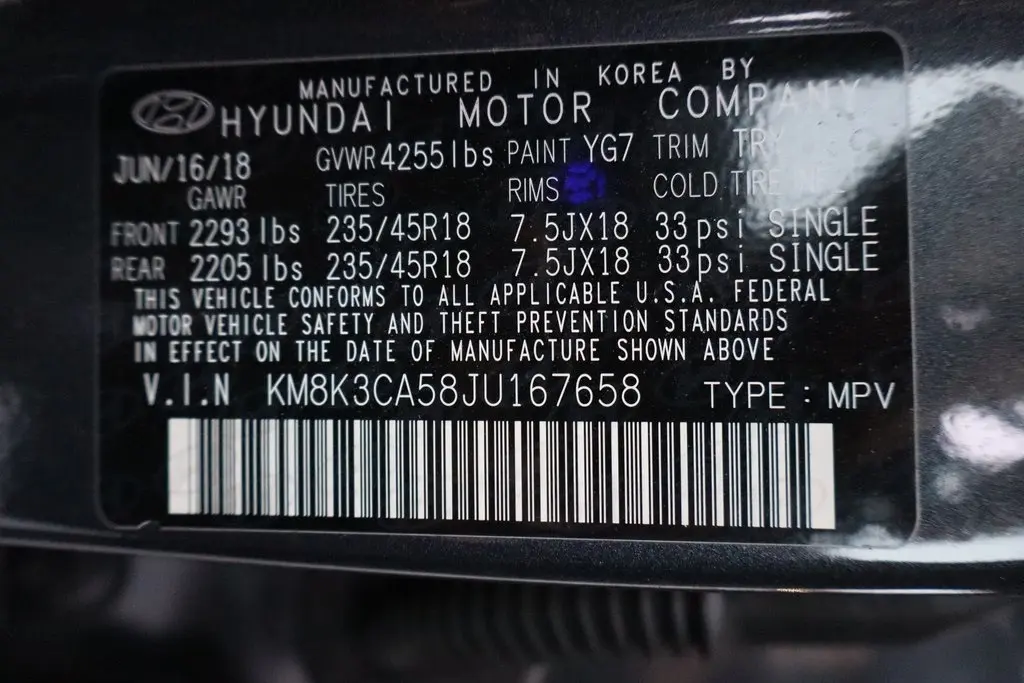 MANUFACTURED IN KOREA BY
HYUNDAI MOTOR COMPANY
JUN/16/18 GVWR 4255lbs PAINT YG7 TRIM TRY
GAWR TIRES RIMS COLD TIRE
FRONT 2293 lbs 235/45R18 7.5JX18 33psi SINGLE
REAR 2205 lbs 235/45R18 7.5JX18 33psi SINGLE
THIS VEHICLE CONFORMS TO ALL APPLICABLE U.S.A. FEDERAL
MOTOR VEHICLE SAFETY AND THEFT PREVENTION STANDARDS
IN EFFECT ON THE DATE OF MANUFACTURE SHOWN ABOVE
V.I.N KM8K3CA58JU167658 TYPE : MPV